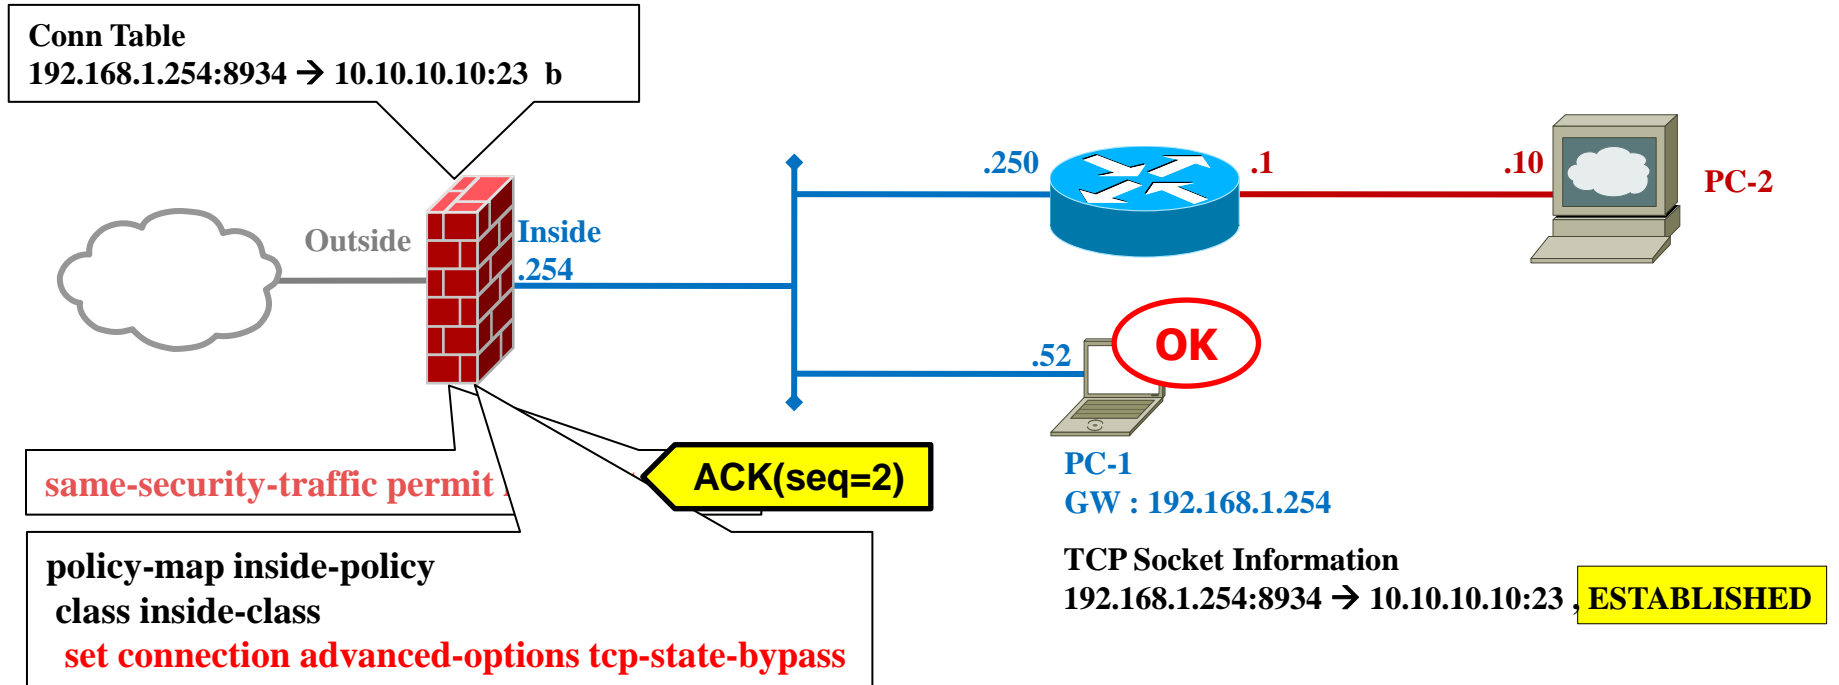 Conn Table
192.168.1.254:8934 → 10.10.10.10:23 b
.250
.1
.10
PC-2
Outside
Inside
.254
.52
OK
same-security-traffic permit
ACK(seq=2)
PC-1
GW : 192.168.1.254
policy-map inside-policy
class inside-class
set connection advanced-options tcp-state-bypass
TCP Socket Information
192.168.1.254:8934 → 10.10.10.10:23 , ESTABLISHED